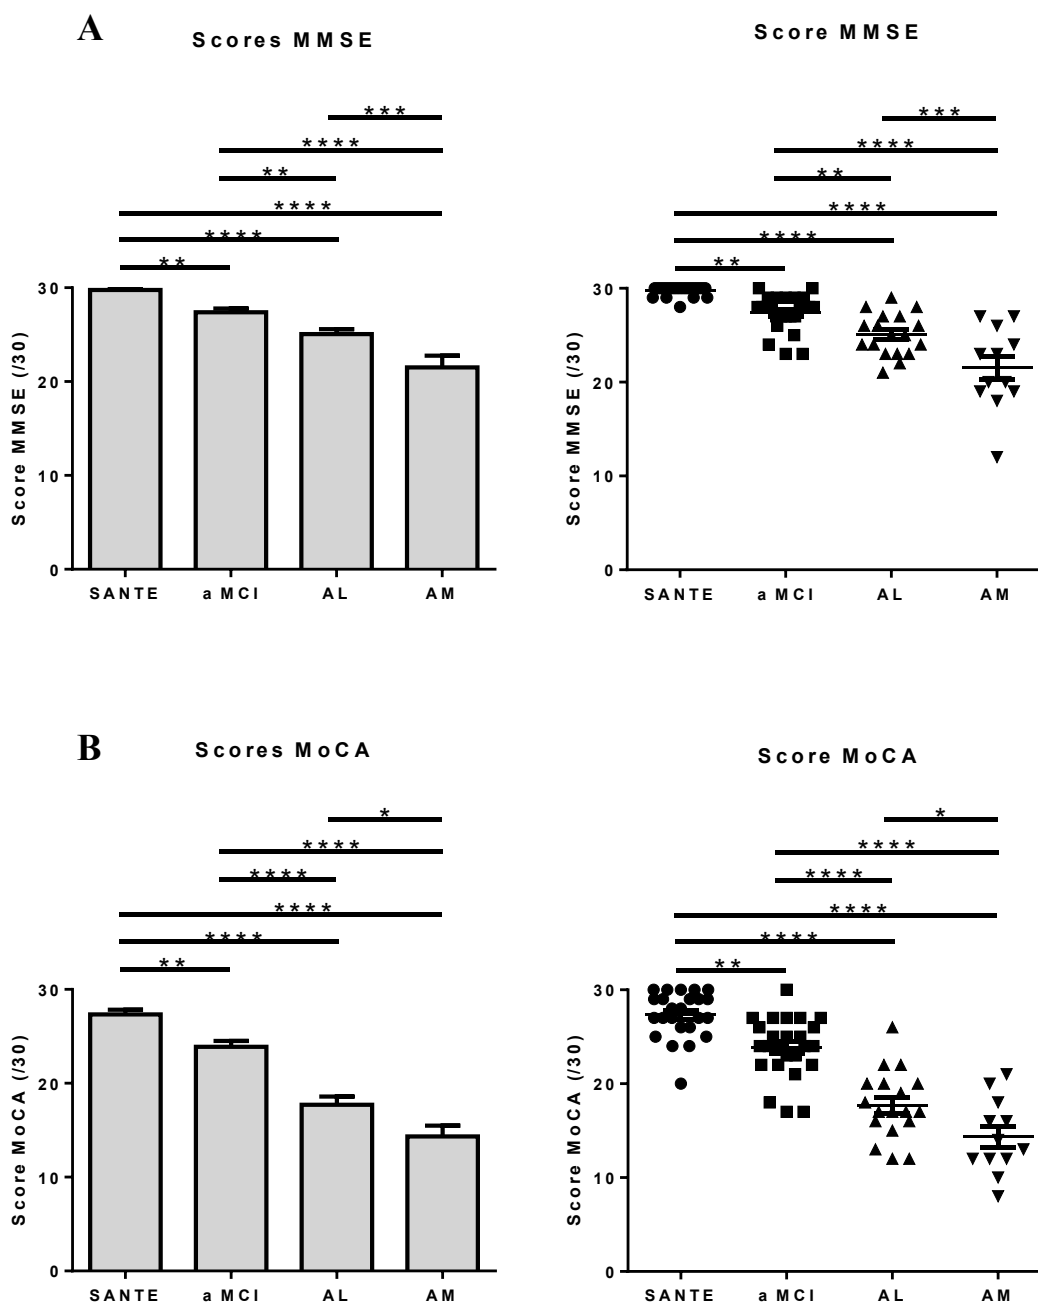 A
Scores MMSE
Score MMSE
***
****
**
****
****
**
***
****
**
****
****
**
Score MMSE (/30)
30
20
10
0
SANTE a MCI AL AM
Score MMSE (/30)
30
20
10
0
SANTE a MCI AL AM
B
Scores MoCA
Score MoCA
*
****
****
****
****
**
*
****
****
****
****
**
Score MoCA (/30)
30
20
10
0
SANTE a MCI AL AM
Score MoCA (/30)
30
20
10
0
SANTE a MCI AL AM